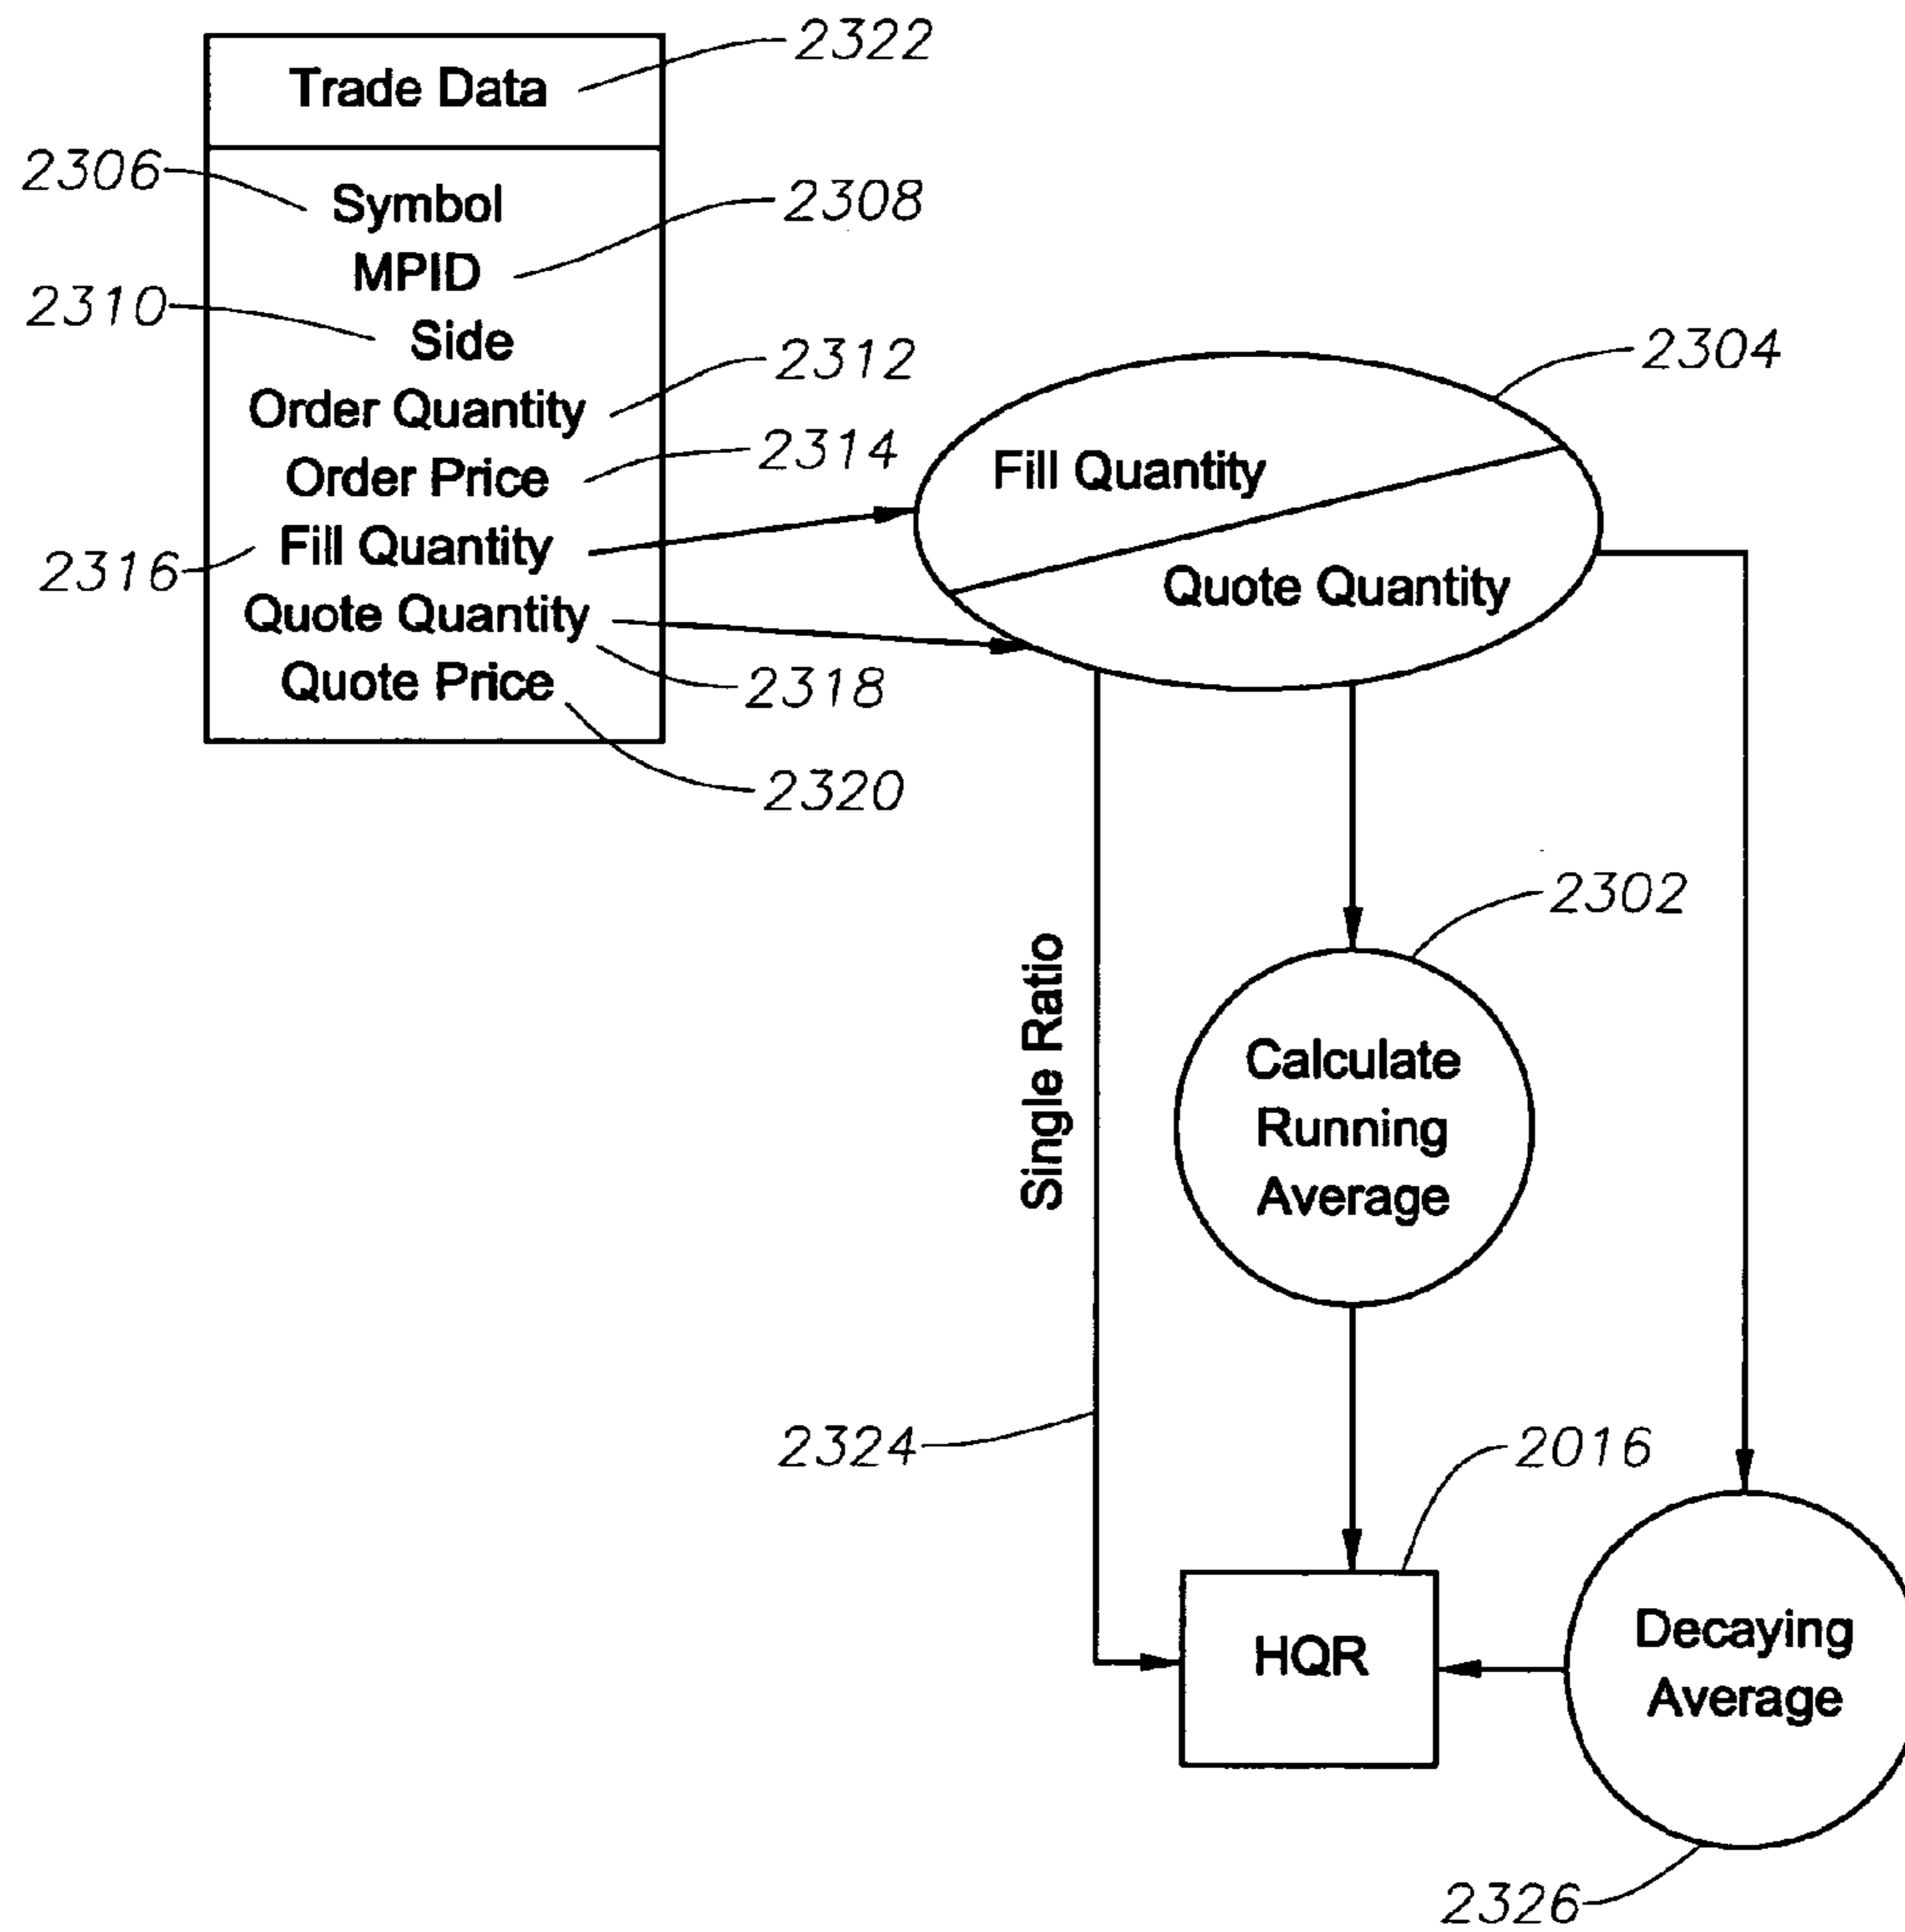 2322
Trade Data
2306
Symbol
2308
MPID
2310
Side
2312
Order Quantity
2314
Order Price
2316
Fill Quantity
Quote Quantity
2318
Quote Price
2320
2304
Fill Quantity
Quote Quantity
Single Ratio
2302
Calculate
Running
Average
2324
2016
HQR
Decaying
Average
2326